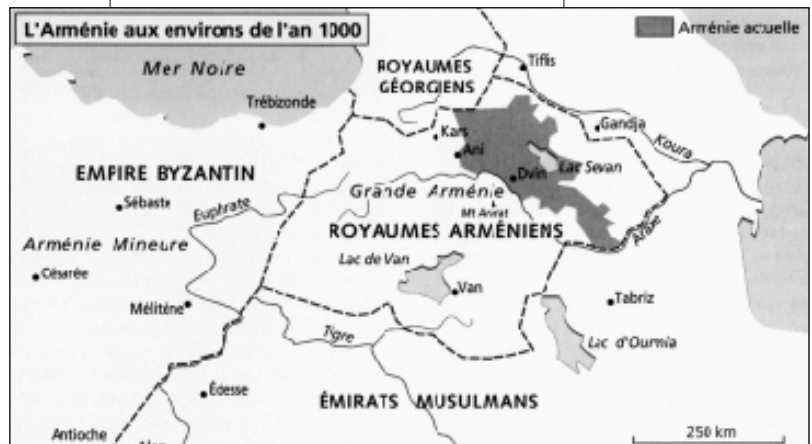 L'Arménie aux environs de l'an 1000
Arménie actuelle
Mer Noire
ROYAUMES
GÉORGIENS
Tiflis
Trébizonde
Kars
Gandja
Koura
Ani
EMPIRE BYZANTIN
Dvin
Lac Sevan
Sébaste
Euphrate
Grande Arménie
Mt Ararat
Arménie Mineure
ROYAUMES ARMÉNIENS
Araxe
Lac de Van
Césarée
Van
Tabriz
Mélitène
Tigre
Lac d'Ourmia
Édesse
ÉMIRATS MUSULMANS
Antioche
250 km